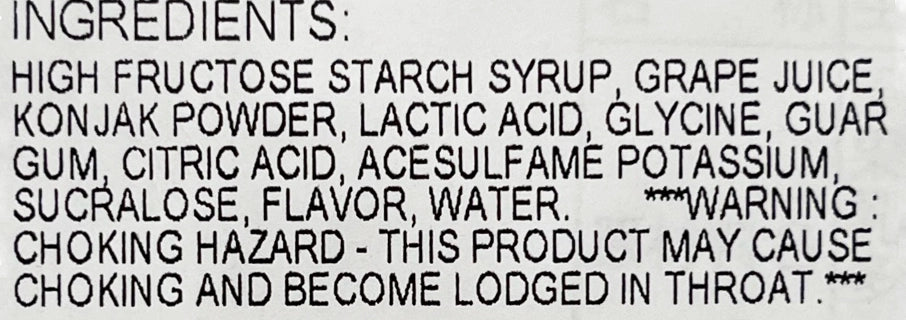 INGREDIENTS:
HIGH FRUCTOSE STARCH SYRUP, GRAPE JUICE,
KONJAK POWDER, LACTIC ACID, GLYCINE, GUAR
GUM, CITRIC ACID, ACESULFAME POTASSIUM,
SUCRALOSE, FLAVOR, WATER. ***WARNING :
CHOKING HAZARD - THIS PRODUCT MAY CAUSE
CHOKING AND BECOME LODGED IN THROAT.***